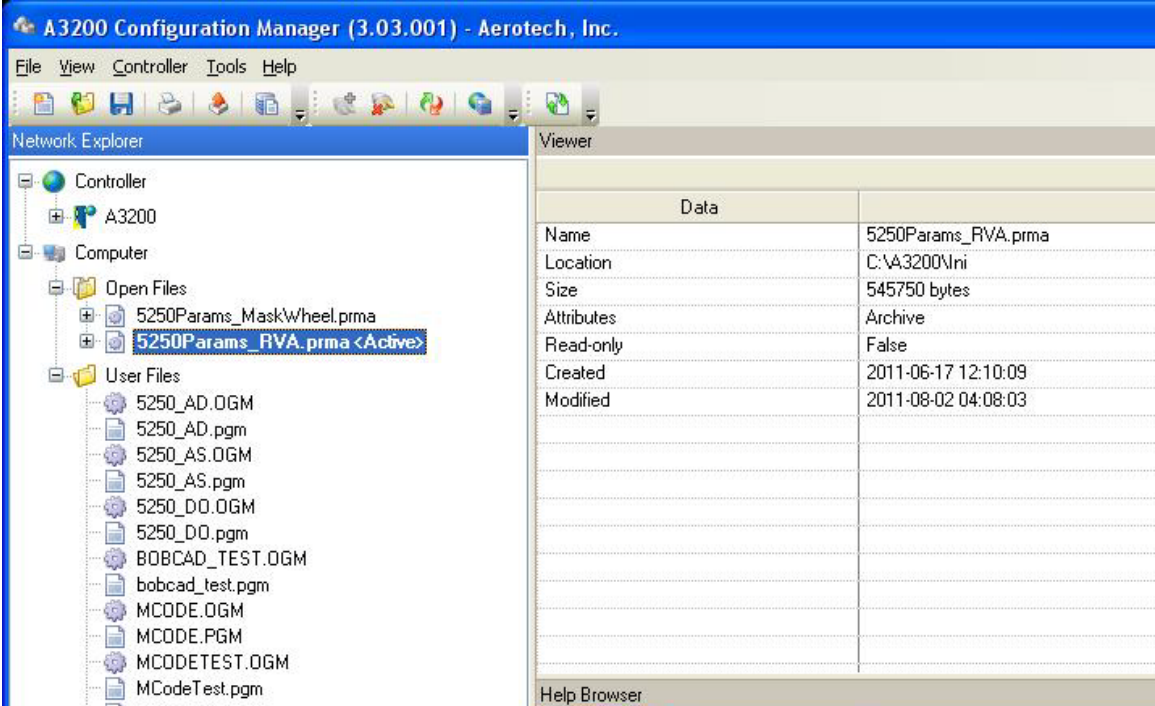 A3200 Configuration Manager (3.03.001) - Aerotech, Inc.
File View Controller Tools Help
Network Explorer
Controller
A3200
Computer
Open Files
5250Params_MaskWheel.prma
5250Params_RVA.prma <Active>
User Files
5250_AD.OGM
5250_AD.pgm
5250_AS.OGM
5250_AS.pgm
5250_DO.OGM
5250_DO.pgm
BOBCAD_TEST.OGM
bobcad_test.pgm
MCODE.OGM
MCODE.PGM
MCODETEST.OGM
MCodeTest.pgm
Viewer
Data
Name 5250Params_RVA.prma
Location C:\A3200\Ini
Size 545750 bytes
Attributes Archive
Read-only False
Created 2011-06-17 12:10:09
Modified 2011-08-02 04:08:03
Help Browser